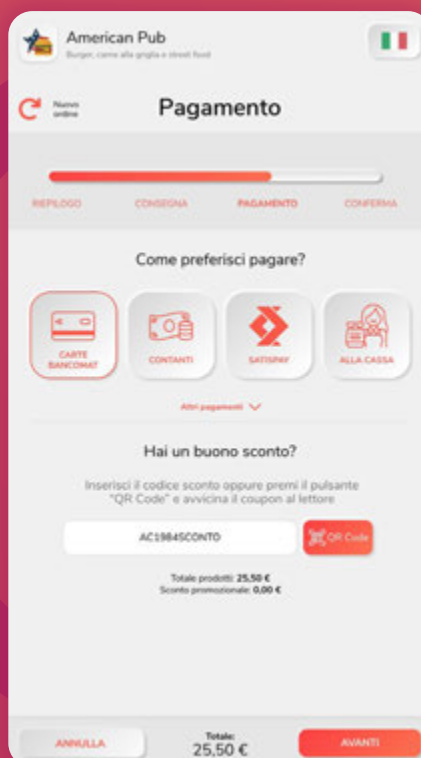 American Pub
Burger, carne alla griglia e street food
Nuovo
ordine
Pagamento
RIEPILOGO
CONSEGNA
PAGAMENTO
CONFERMA
Come preferisci pagare?
CARTE
BANCOMAT
CONTANTI
SATISPAY
ALLA CASSA
Altri pagamenti
Hai un buono sconto?
Inserisci il codice sconto oppure premi il pulsante
"QR Code" e avvicina il coupon al lettore
AC1984SCONTO
QR Code
Totale prodotti: 25,50 €
Sconto promozionale: 0,00 €
ANNULLA
Totale:
25,50 €
AVANTI